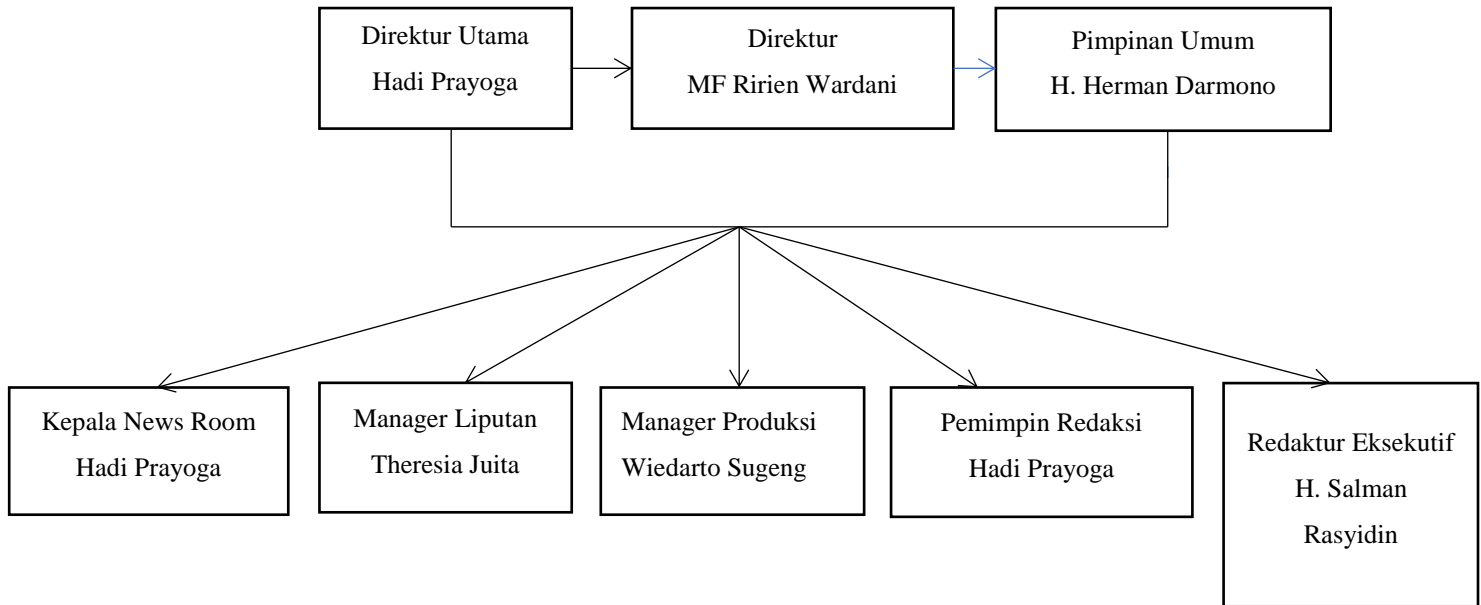 Direktur Utama
Hadi Prayoga
Direktur
MF Ririen Wardani
Pimpinan Umum
H. Herman Darmono
Kepala News Room
Hadi Prayoga
Manager Liputan
Theresia Juita
Manager Produksi
Wiedarto Sugeng
Pemimpin Redaksi
Hadi Prayoga
Redaktur Eksekutif
H. Salman
Rasyidin